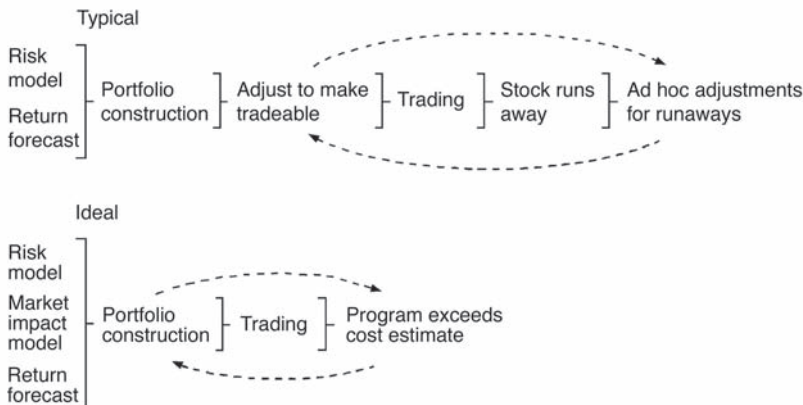 Typical
Risk
model
Return
forecast
Portfolio
construction
Adjust to make
tradeable
Trading
Stock runs
away
Ad hoc adjustments
for runaways
Ideal
Risk
model
Market
impact
model
Return
forecast
Portfolio
construction
Trading
Program exceeds
cost estimate